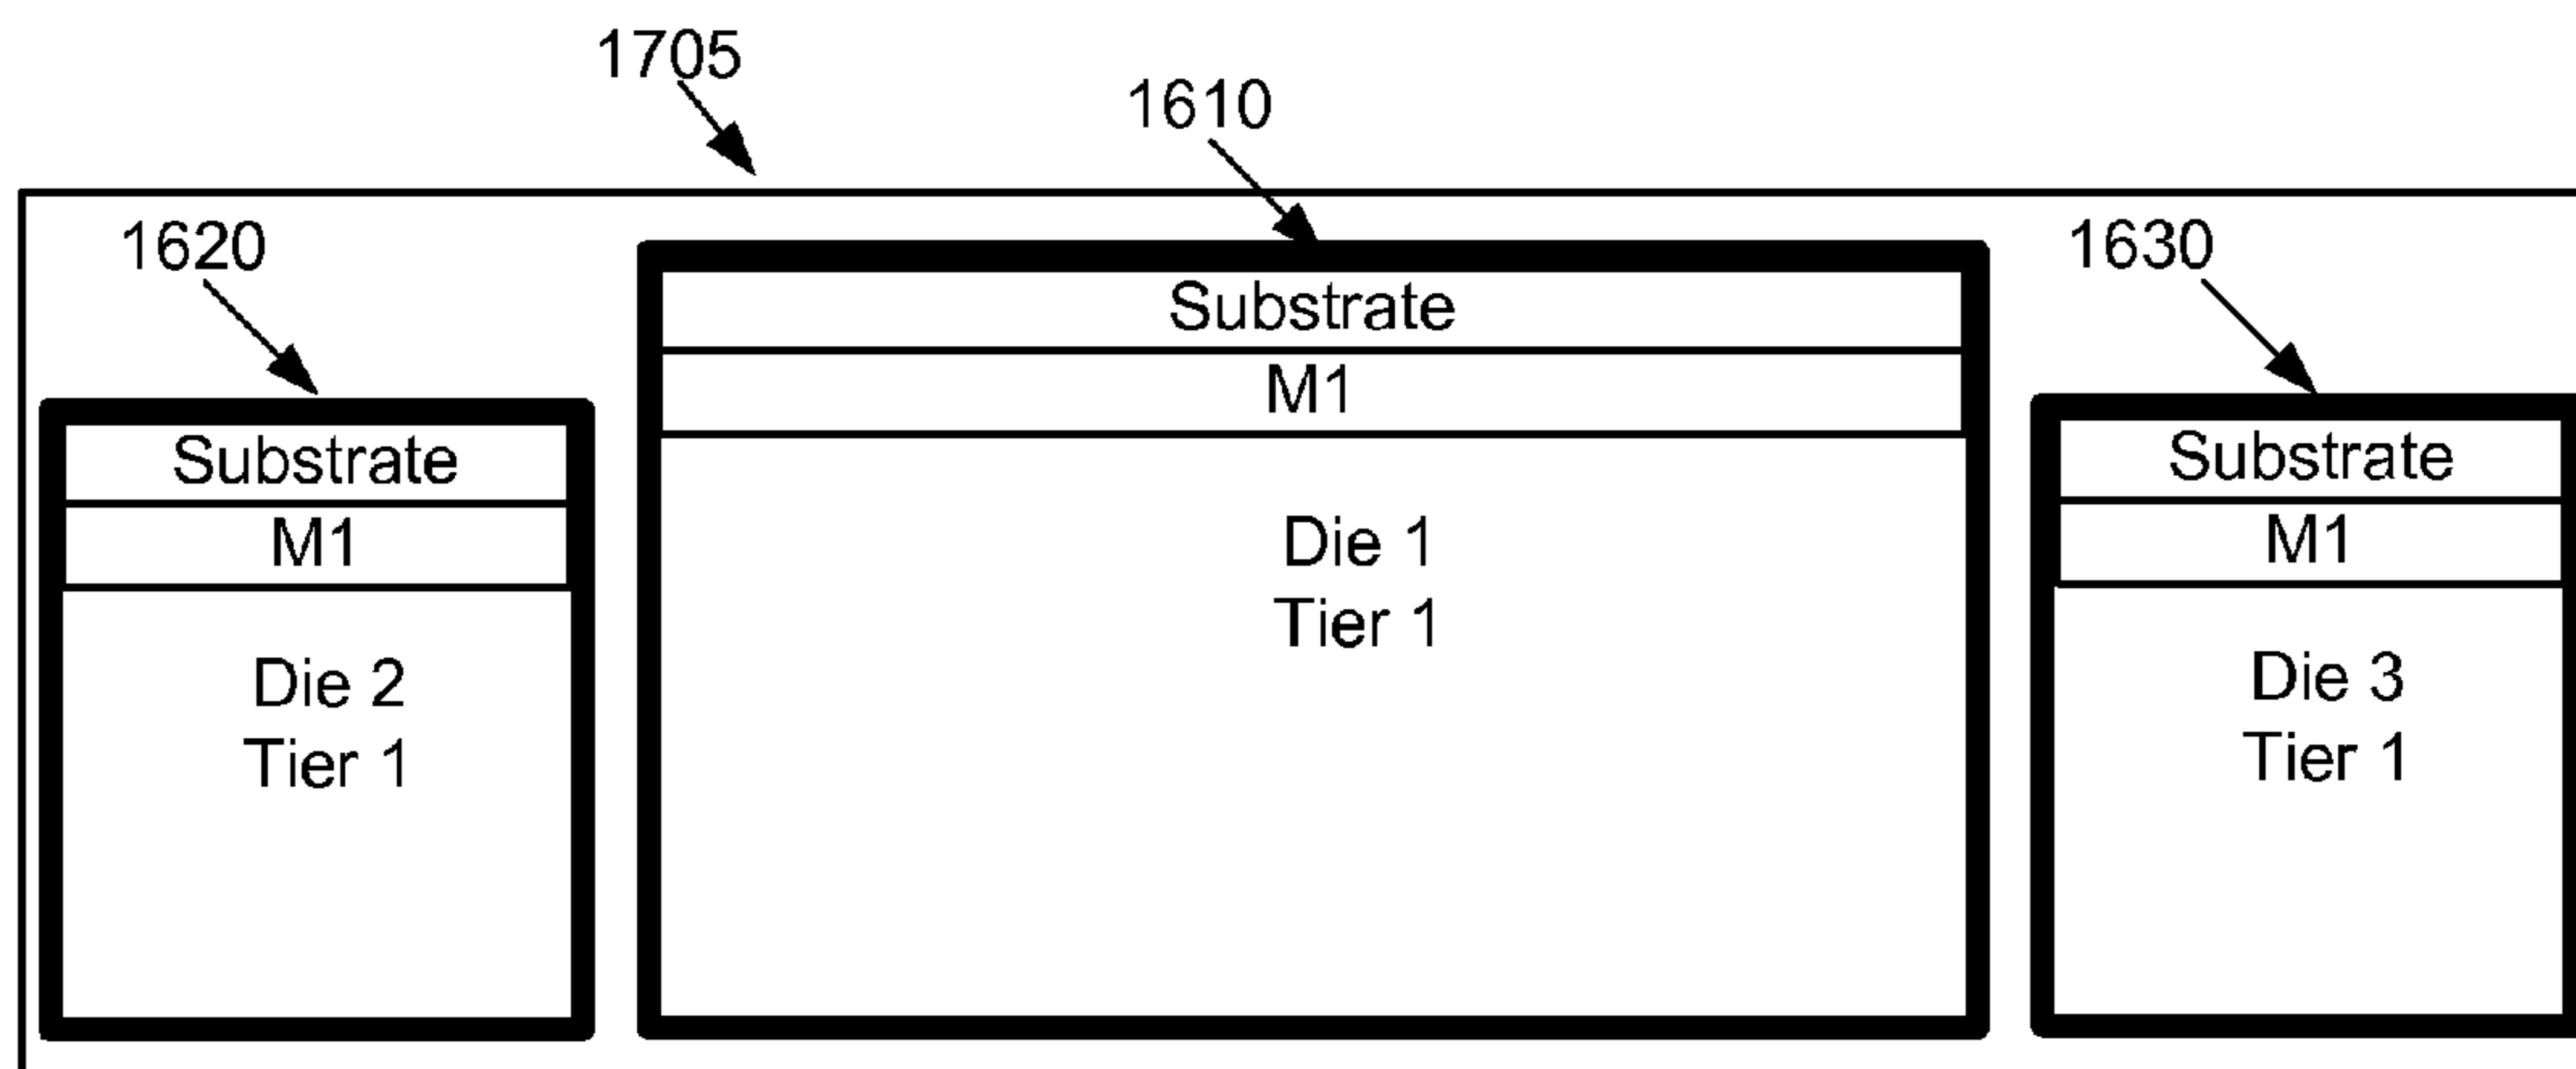 1705
1610
1620
1630
Substrate
M1
Die 1
Tier 1
Substrate
M1
Die 2
Tier 1
Substrate
M1
Die 3
Tier 1